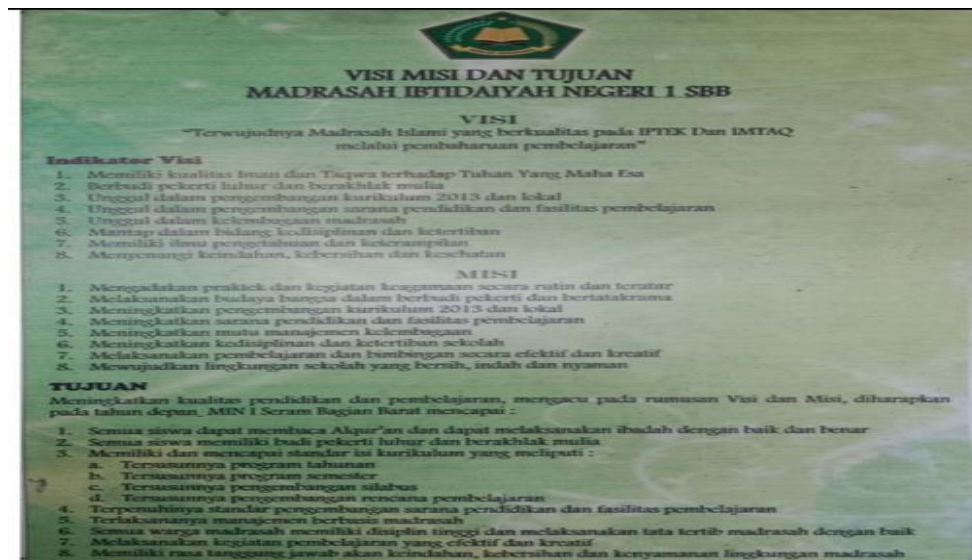 VISI MISI DAN TUJUAN
MADRASAH IBTIDAIYAH NEGERI 1 SBB
VISI
"Terwujudnya Madrasah Islami yang berkualitas pada IPTEK Dan IMTAQ
melalui pembaharuan pembelajaran"
Indikator Visi
1. Memiliki kualitas Iman dan Taqwa terhadap Tuhan Yang Maha Esa
2. Berbudi pekerti luhur dan berakhlak mulia
3. Unggul dalam pengembangan kurikulum 2013 dan lokal
4. Unggul dalam pengembangan sarana pendidikan dan fasilitas pembelajaran
5. Unggul dalam kelembagaan madrasah
6. Mantap dalam bidang kedisiplinan dan ketertiban
7. Memiliki ilmu pengetahuan dan keterampilan
8. Menyenangi keindahan, kebersihan dan kesehatan
MISI
1. Mengadakan praktek dan kegiatan keagamaan secara rutin dan teratur
2. Melaksanakan budaya bangsa dalam berbudi pekerti dan bertatakrama
3. Meningkatkan pengembangan kurikulum 2013 dan lokal
4. Meningkatkan sarana pendidikan dan fasilitas pembelajaran
5. Meningkatkan mutu manajemen kelembagaan
6. Meningkatkan kedisiplinan dan ketertiban sekolah
7. Melaksanakan pembelajaran dan bimbingan secara efektif dan kreatif
8. Mewujudkan lingkungan sekolah yang bersih, indah dan nyaman
TUJUAN
Meningkatkan kualitas pendidikan dan pembelajaran, mengacu pada rumusan Visi dan Misi, diharapkan
pada tahun depan, MIN 1 Seram Bagian Barat mencapai :
1. Semua siswa dapat membaca Alqur'an dan dapat melaksanakan ibadah dengan baik dan benar
2. Semua siswa memiliki budi pekerti luhur dan berakhlak mulia
3. Memiliki dan mencapai standar isi kurikulum yang meliputi :
a. Tersusunnya program tahunan
b. Tersusunnya program semester
c. Tersusunnya pengembangan silabus
d. Tersusunnya pengembangan rencana pembelajaran
4. Terpenuhinya standar pengembangan sarana pendidikan dan fasilitas pembelajaran
5. Terlaksananya manajemen berbusis madrasah
6. Semua warga madrasah memiliki disiplin tinggi dan melaksanakan tata tertib madrasah dengan baik
7. Melaksanakan kegiatan pembelajaran yang efektif dan kreatif
8. Memiliki rasa tanggung jawab akan keindahan, kebersihan dan kenyamanan lingkungan madrasah